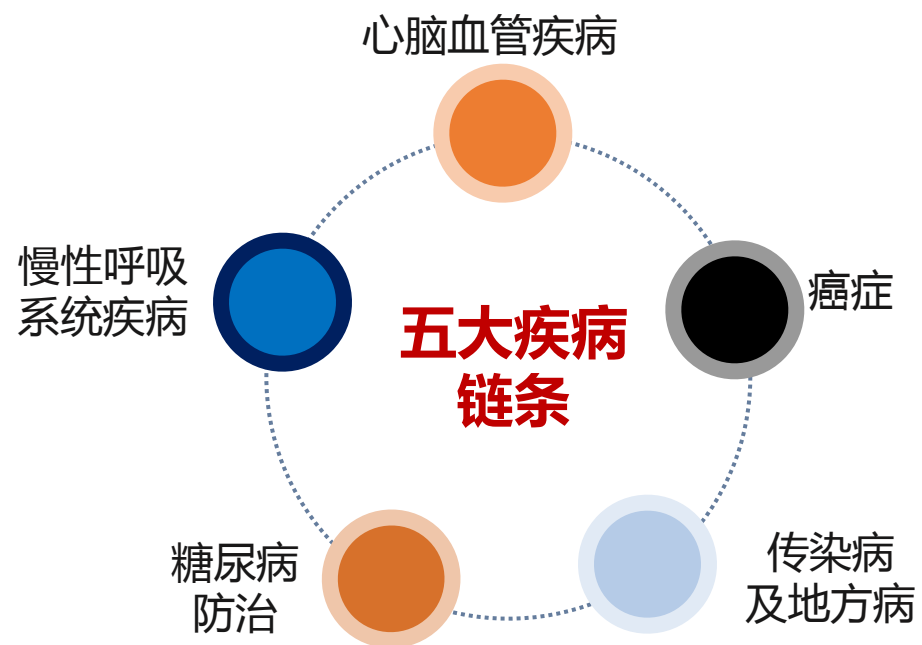 心脑血管疾病
慢性呼吸
系统疾病
癌症
五大疾病
链条
糖尿病
防治
传染病
及地方病